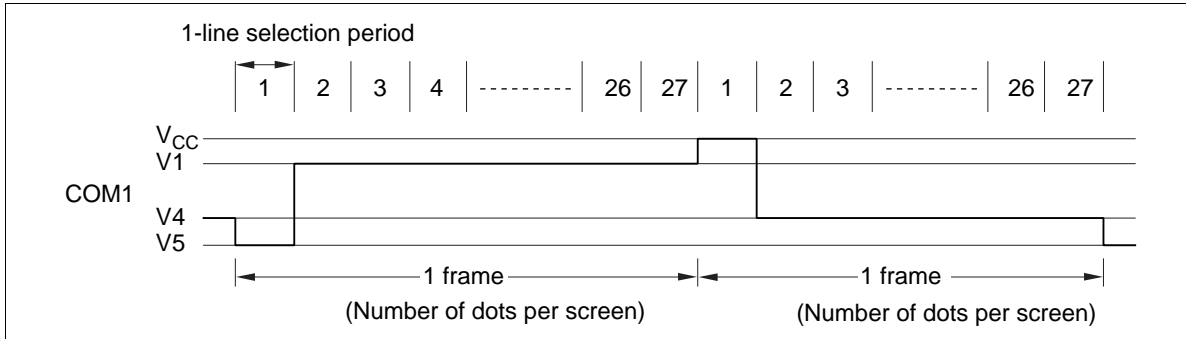 1-line selection period
1 2 3 4 --------- 26 27 1 2 3 --------- 26 27
VCC
V1
COM1
V4
V5
1 frame 1 frame
(Number of dots per screen) (Number of dots per screen)